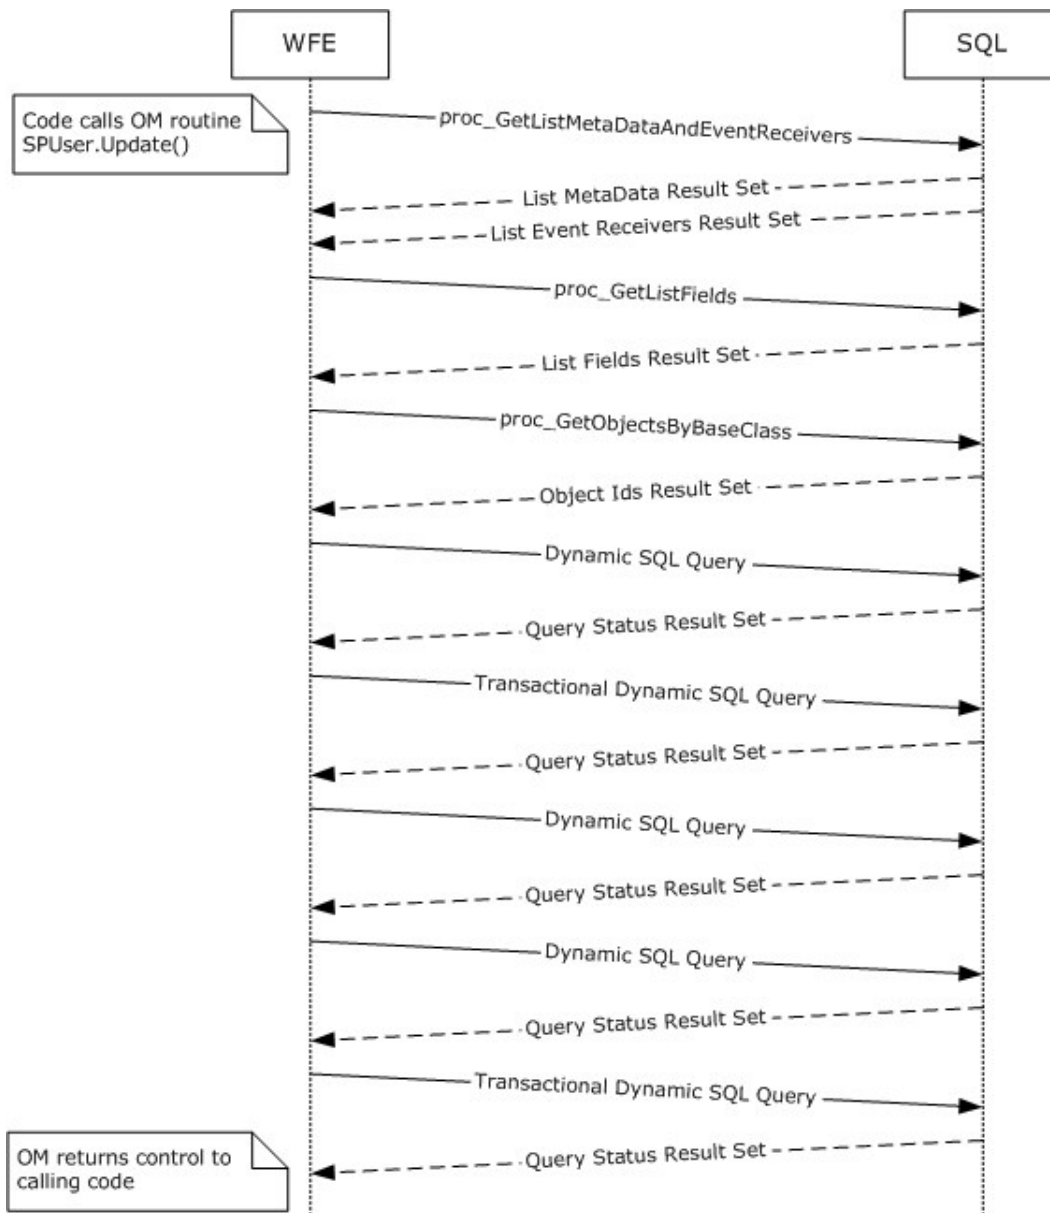 WFE
SQL
Code calls OM routine
SPUser.Update()
proc_GetListMetaDataAndEventReceivers
List MetaData Result Set
List Event Receivers Result Set
proc_GetListFields
List Fields Result Set
proc_GetObjectsByBaseClass
Object Ids Result Set
Dynamic SQL Query
Query Status Result Set
Transactional Dynamic SQL Query
Query Status Result Set
Dynamic SQL Query
Query Status Result Set
Dynamic SQL Query
Query Status Result Set
Transactional Dynamic SQL Query
Query Status Result Set
OM returns control to
calling code